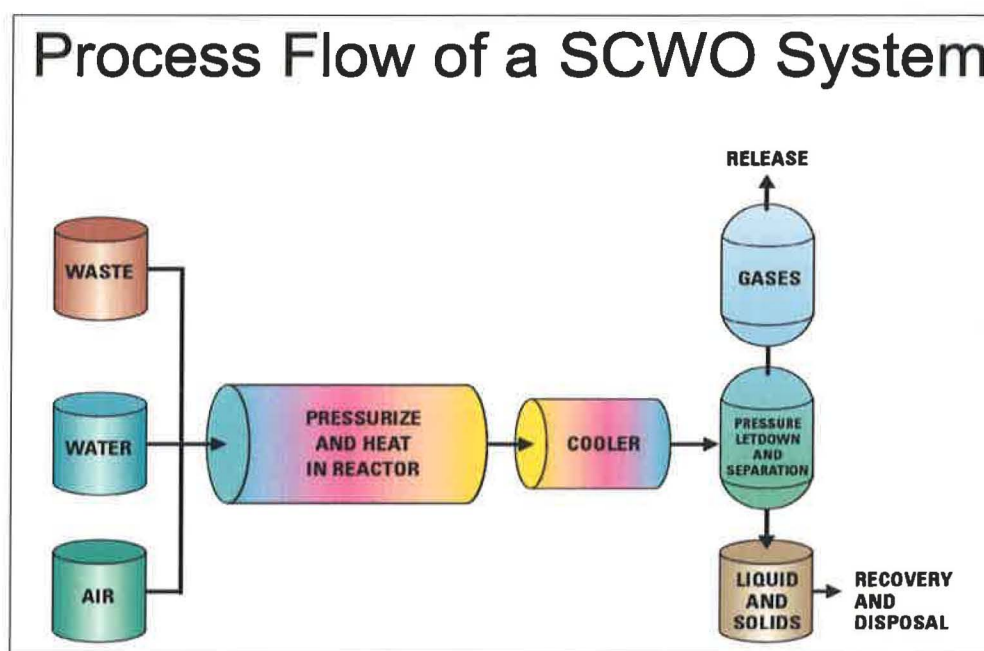 Process Flow of a SCWO System
RELEASE
WASTE
GASES
WATER
PRESSURIZE
AND HEAT
IN REACTOR
COOLER
PRESSURE
LETDOWN
AND
SEPARATION
AIR
LIQUID
AND
SOLIDS
RECOVERY
AND
DISPOSAL